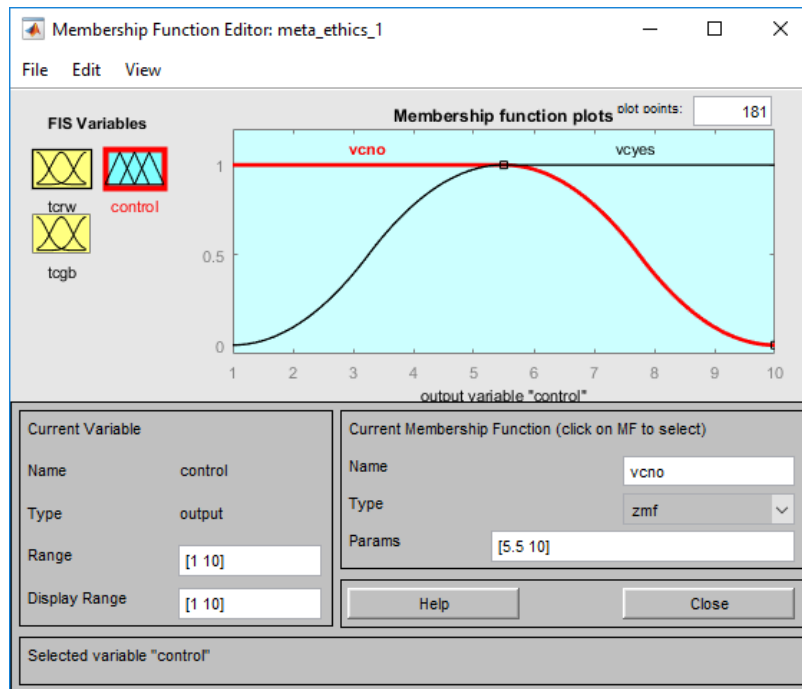 Membership Function Editor: meta_ethics_1
File Edit View
FIS Variables
tcrw
control
tcgb
Membership function plots
plot points:
181
vcno
vcyes
1
0.5
0
1 2 3 4 5 6 7 8 9 10
output variable "control"
Current Variable
Name control
Type output
Range [1 10]
Display Range [1 10]
Current Membership Function (click on MF to select)
Name vcno
Type zmf
Params [5.5 10]
Help Close
Selected variable "control"